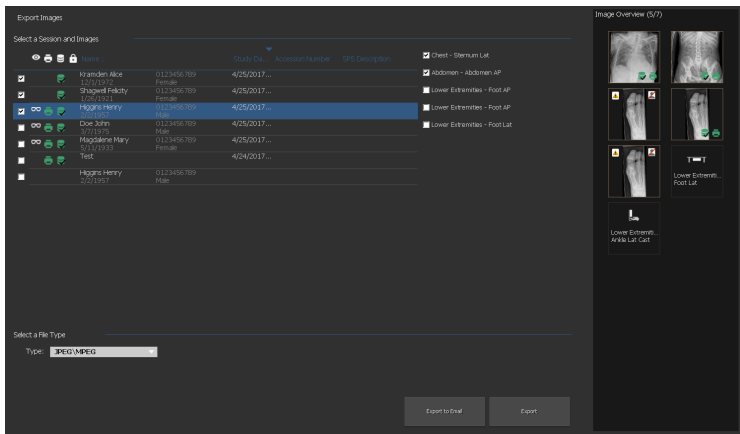 Export Images
Select a Session and Images
Name Study Da... Accession Number SPS Description
Kramden Alice 0123456789 4/25/2017...
12/1/1972 Female
Shagwell Felicity 0123456789 4/25/2017...
1/26/1921 Female
Higgins Henry 0123456789 4/25/2017...
2/2/1957 Male
Doe John 0123456789 4/25/2017...
3/7/1975 Male
Magdalene Mary 0123456789 4/25/2017...
5/11/1933 Female
Test 4/24/2017...
Higgins Henry 0123456789
2/2/1957 Male
Chest - Sternum Lat
Abdomen - Abdomen AP
Lower Extremities - Foot AP
Lower Extremities - Foot AP
Lower Extremities - Foot Lat
Select a File Type
Type: JPEG\MPEG
Export to Email Export
Image Overview (5/7)
Lower Extremiti...
Foot Lat
Lower Extremiti...
Ankle Lat Cast